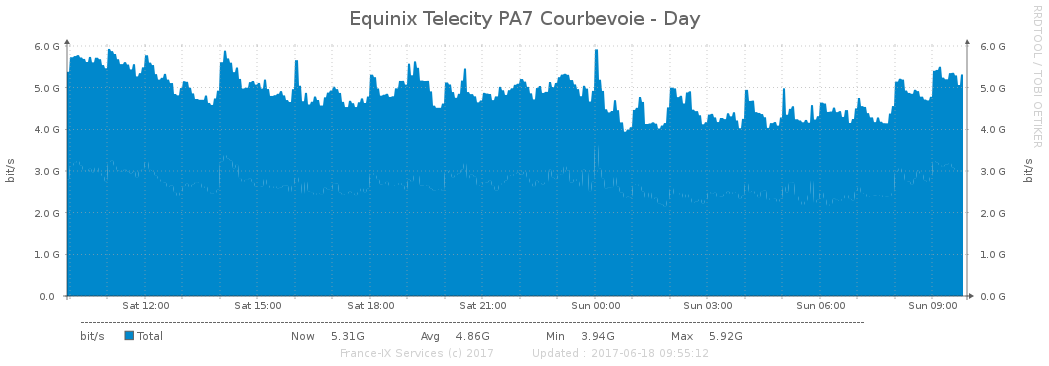 Equinix Telecity PA7 Courbevoie - Day
RRDTOOL / TOBI OETIKER
6.0 G 6.0 G
5.0 G 5.0 G
4.0 G 4.0 G
3.0 G 3.0 G
2.0 G 2.0 G
1.0 G 1.0 G
0.0 0.0 G
bit/s bit/s
Sat 12:00 Sat 15:00 Sat 18:00 Sat 21:00 Sun 00:00 Sun 03:00 Sun 06:00 Sun 09:00
bit/s Total Now 5.31G Avg 4.86G Min 3.94G Max 5.92G
France-IX Services (c) 2017 Updated : 2017-06-18 09:55:12